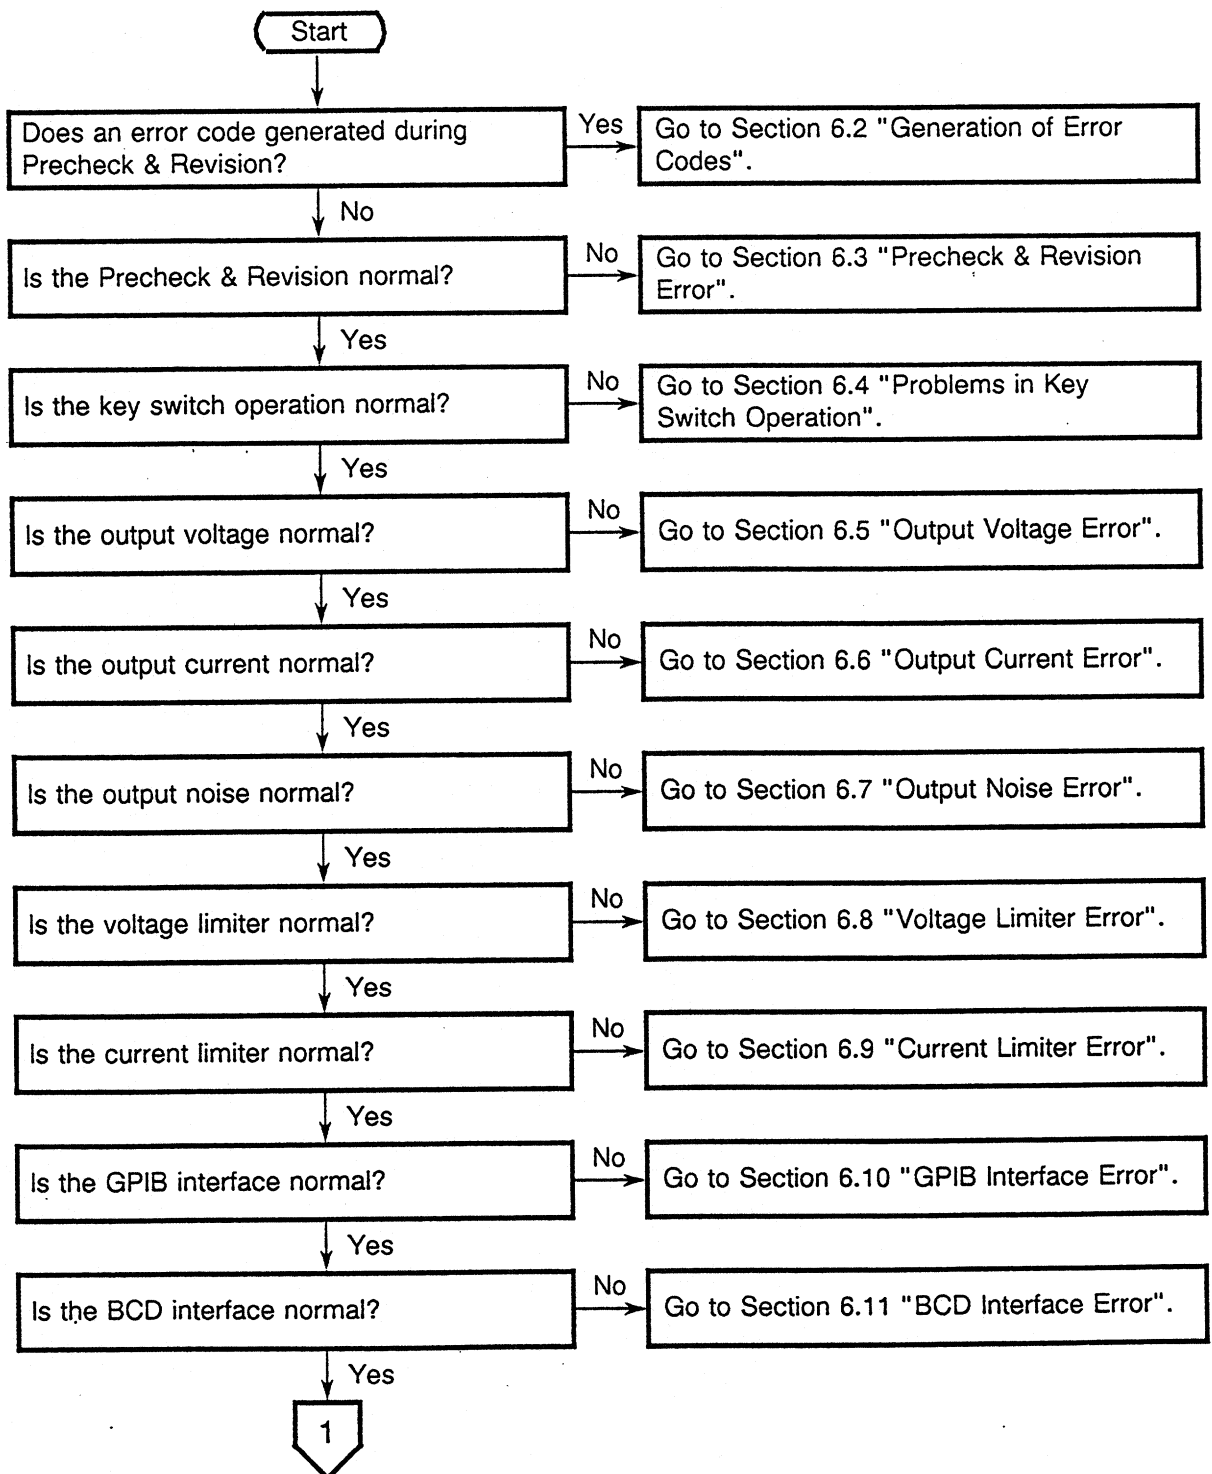 Start
Does an error code generated during
Precheck & Revision?
Yes
Go to Section 6.2 "Generation of Error
Codes".
No
Is the Precheck & Revision normal?
No
Go to Section 6.3 "Precheck & Revision
Error".
Yes
Is the key switch operation normal?
No
Go to Section 6.4 "Problems in Key
Switch Operation".
Yes
Is the output voltage normal?
No
Go to Section 6.5 "Output Voltage Error".
Yes
Is the output current normal?
No
Go to Section 6.6 "Output Current Error".
Yes
Is the output noise normal?
No
Go to Section 6.7 "Output Noise Error".
Yes
Is the voltage limiter normal?
No
Go to Section 6.8 "Voltage Limiter Error".
Yes
Is the current limiter normal?
No
Go to Section 6.9 "Current Limiter Error".
Yes
Is the GPIB interface normal?
No
Go to Section 6.10 "GPIB Interface Error".
Yes
Is the BCD interface normal?
No
Go to Section 6.11 "BCD Interface Error".
Yes
1